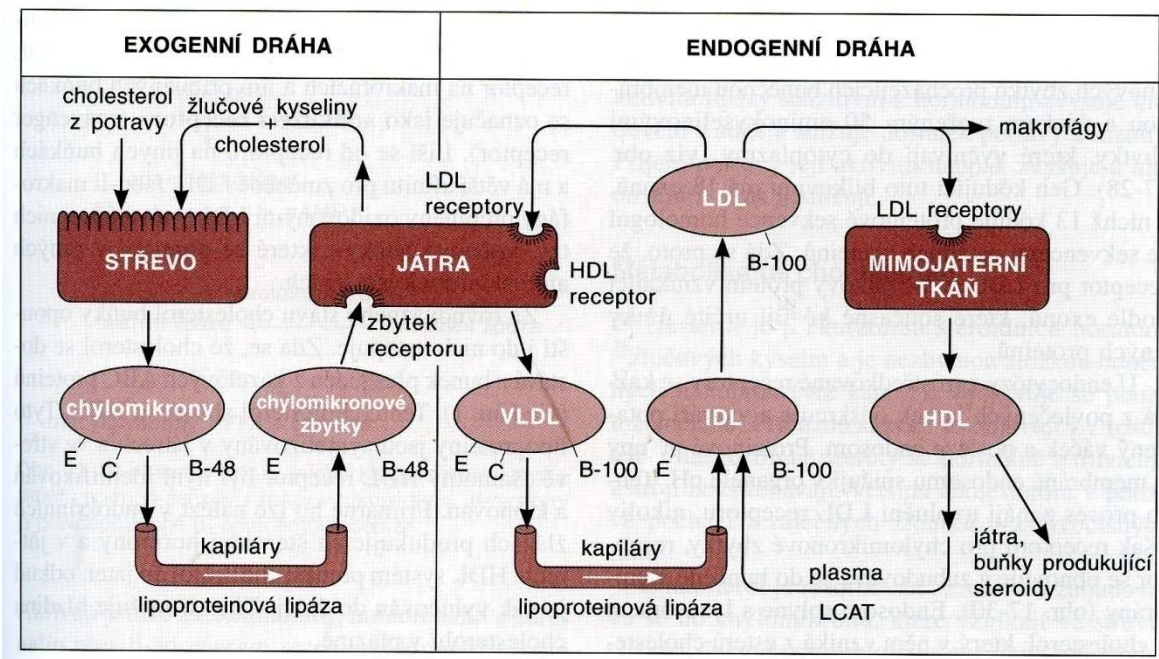 EXOGENNÍ DRÁHA
ENDOGENNÍ DRÁHA
cholesterol
z potravy
žlučové kyseliny
+
cholesterol
LDL
receptory
LDL
makrofágy
LDL receptory
STŘEVO
JÁTRA
HDL
receptor
B-100
MIMOJATERNÍ
TKÁŇ
zbytek
receptoru
chylomikrony
chylomikronové
zbytky
VLDL
IDL
HDL
E
C
B-48
E
B-48
E
C
B-100
E
B-100
kapiláry
lipoproteinová lipáza
kapiláry
lipoproteinová lipáza
plasma
LCAT
játra,
buňky produkující
steroidy